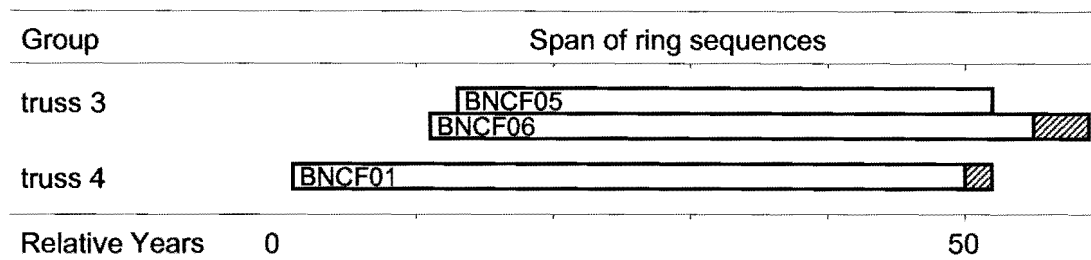 Group Span of ring sequences
truss 3 BNCF05
BNCF06
truss 4 BNCF01
Relative Years 0 50